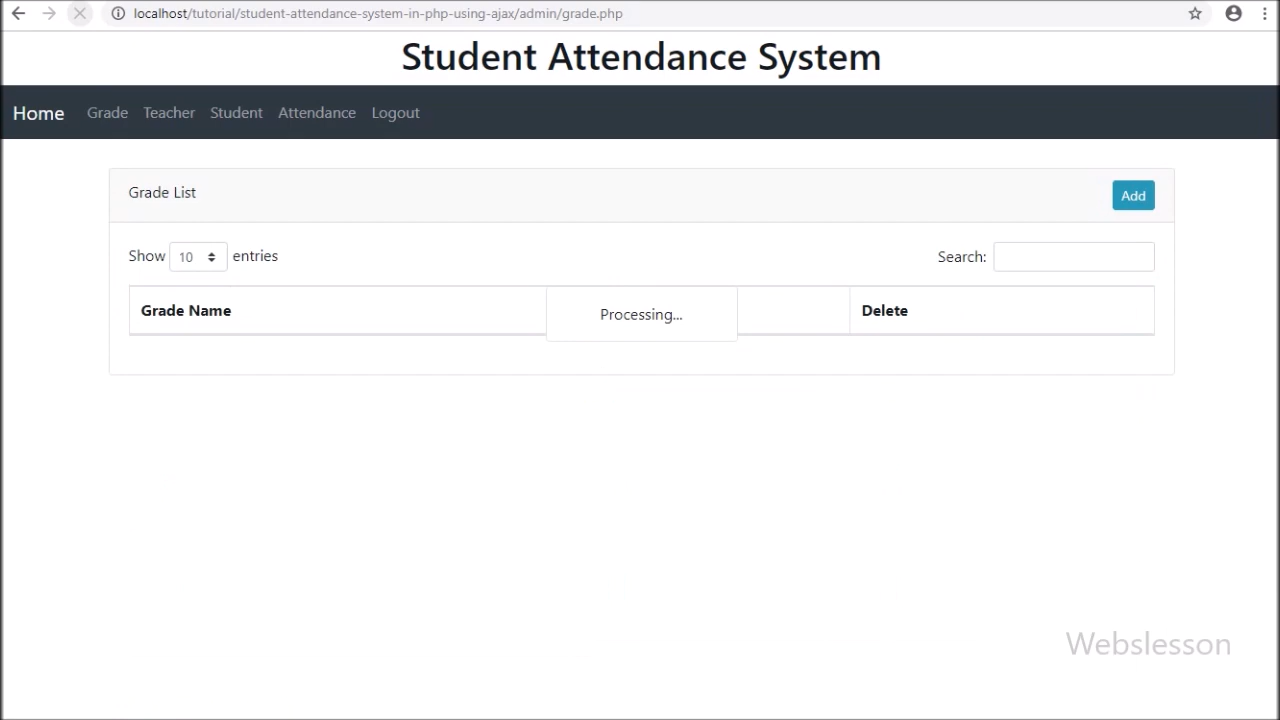 localhost/tutorial/student-attendance-system-in-php-using-ajax/admin/grade.php
Student Attendance System
Home Grade Teacher Student Attendance Logout
Grade List Add
Show 10 entries Search:
Grade Name Processing... Delete
Webslesson